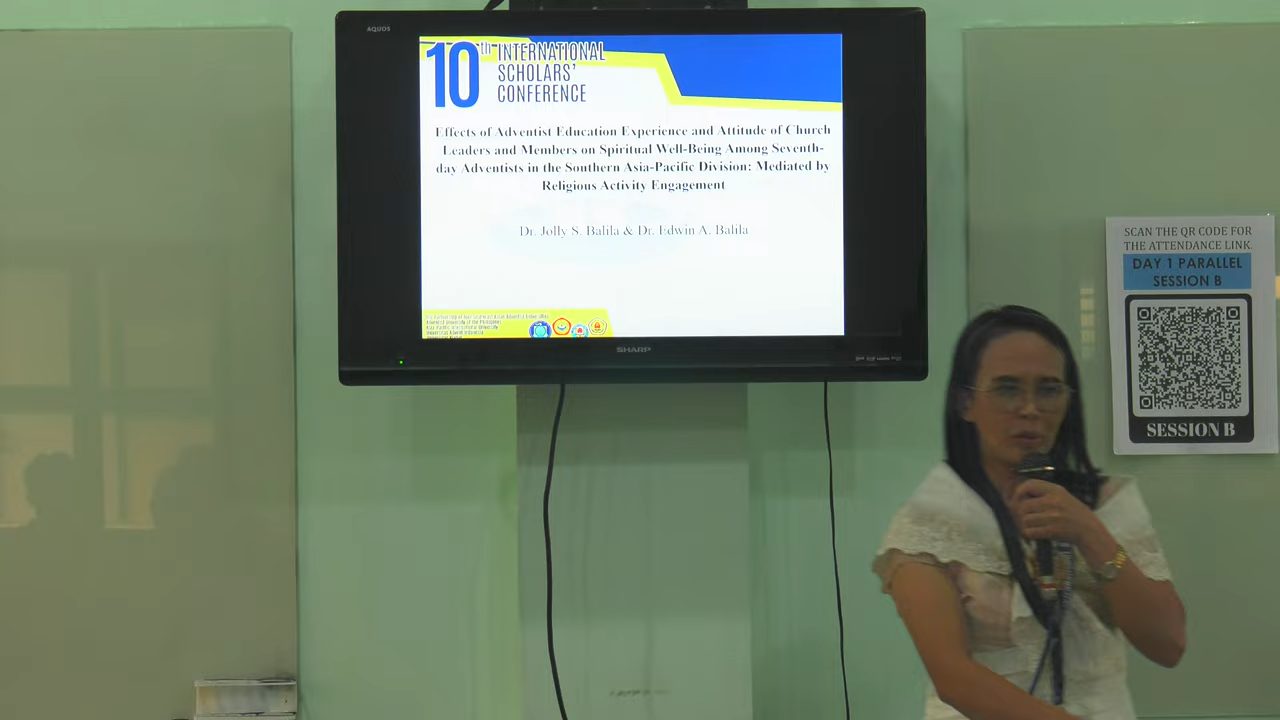 AQUOS
10th INTERNATIONAL
SCHOLARS'
CONFERENCE
Effects of Adventist Education Experience and Attitude of Church
Leaders and Members on Spiritual Well-Being Among Seventh-
day Adventists in the Southern Asia-Pacific Division: Mediated by
Religious Activity Engagement
Dr. Jolly S. Balila & Dr. Edwin A. Balila
SHARP
SCAN THE QR CODE FOR
THE ATTENDANCE LINK.
DAY 1 PARALLEL
SESSION B
SESSION B